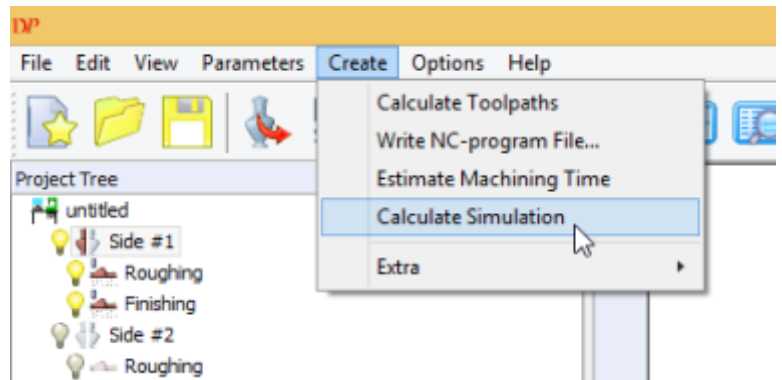 DP
File Edit View Parameters Create Options Help
Calculate Toolpaths
Write NC-program File...
Estimate Machining Time
Calculate Simulation
Extra
Project Tree
untitled
Side #1
Roughing
Finishing
Side #2
Roughing